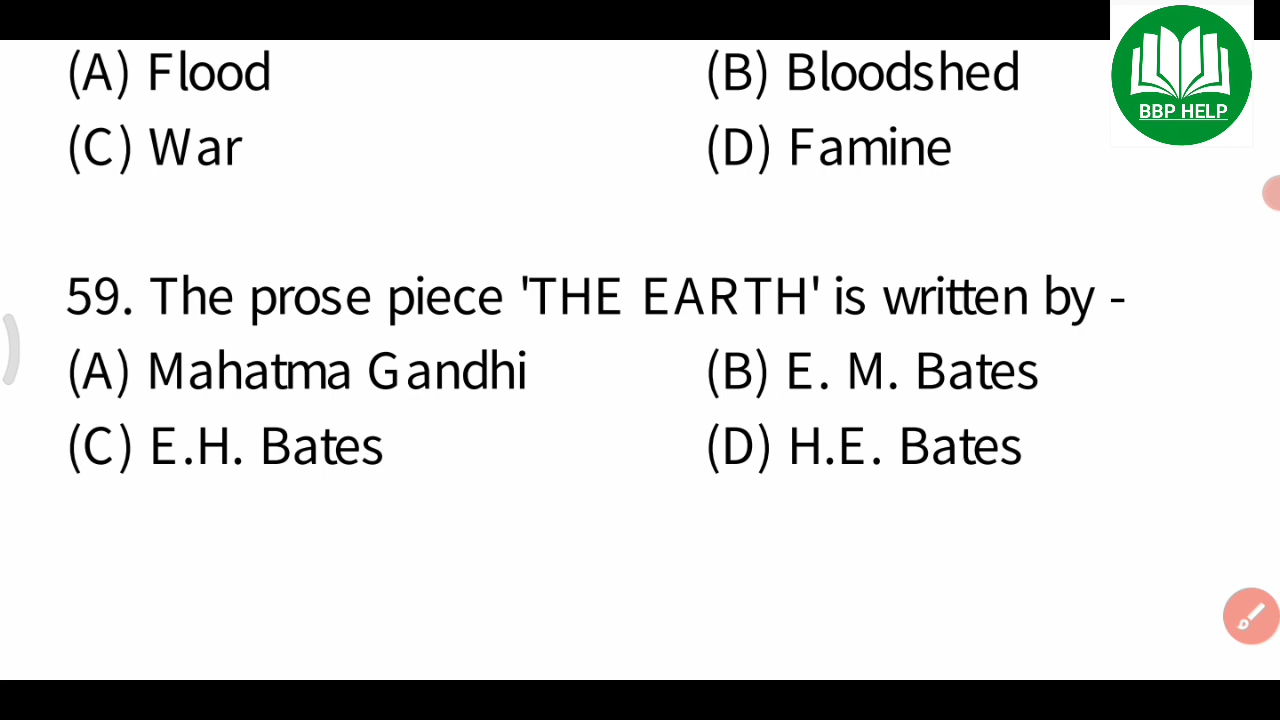 (A) Flood (B) Bloodshed
(C) War (D) Famine
BBP HELP
59. The prose piece 'THE EARTH' is written by -
(A) Mahatma Gandhi (B) E. M. Bates
(C) E.H. Bates (D) H.E. Bates